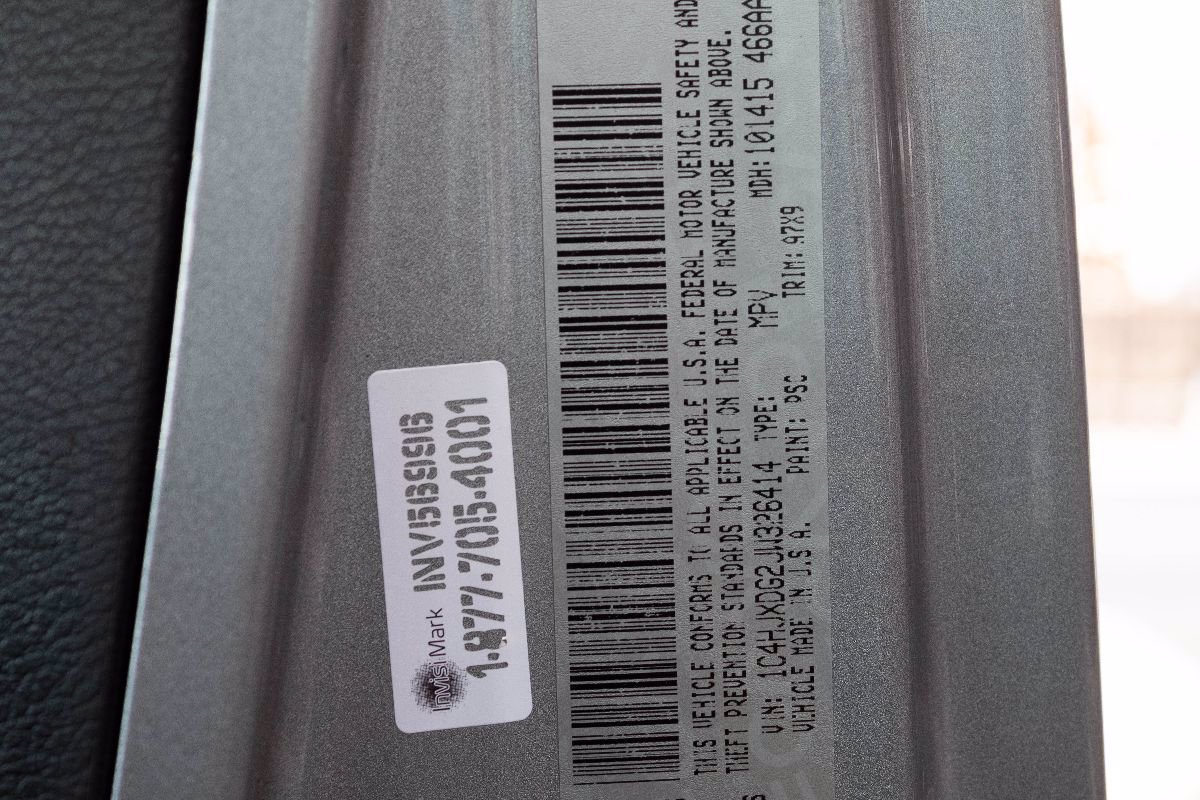 InvisiMark
1·877·705·4001
THIS VEHICLE CONFORMS TO ALL APPLICABLE U.S.A. FEDERAL MOTOR VEHICLE SAFETY AND
THEFT PREVENTION STANDARDS IN EFFECT ON THE DATE OF MANUFACTURE SHOWN ABOVE.
VIN: 1C4HJXDG2JW326414 TYPE: MPV MDH:101415 466AA
VEHICLE MADE IN U.S.A. PAINT: PSC TRIM: A7X9